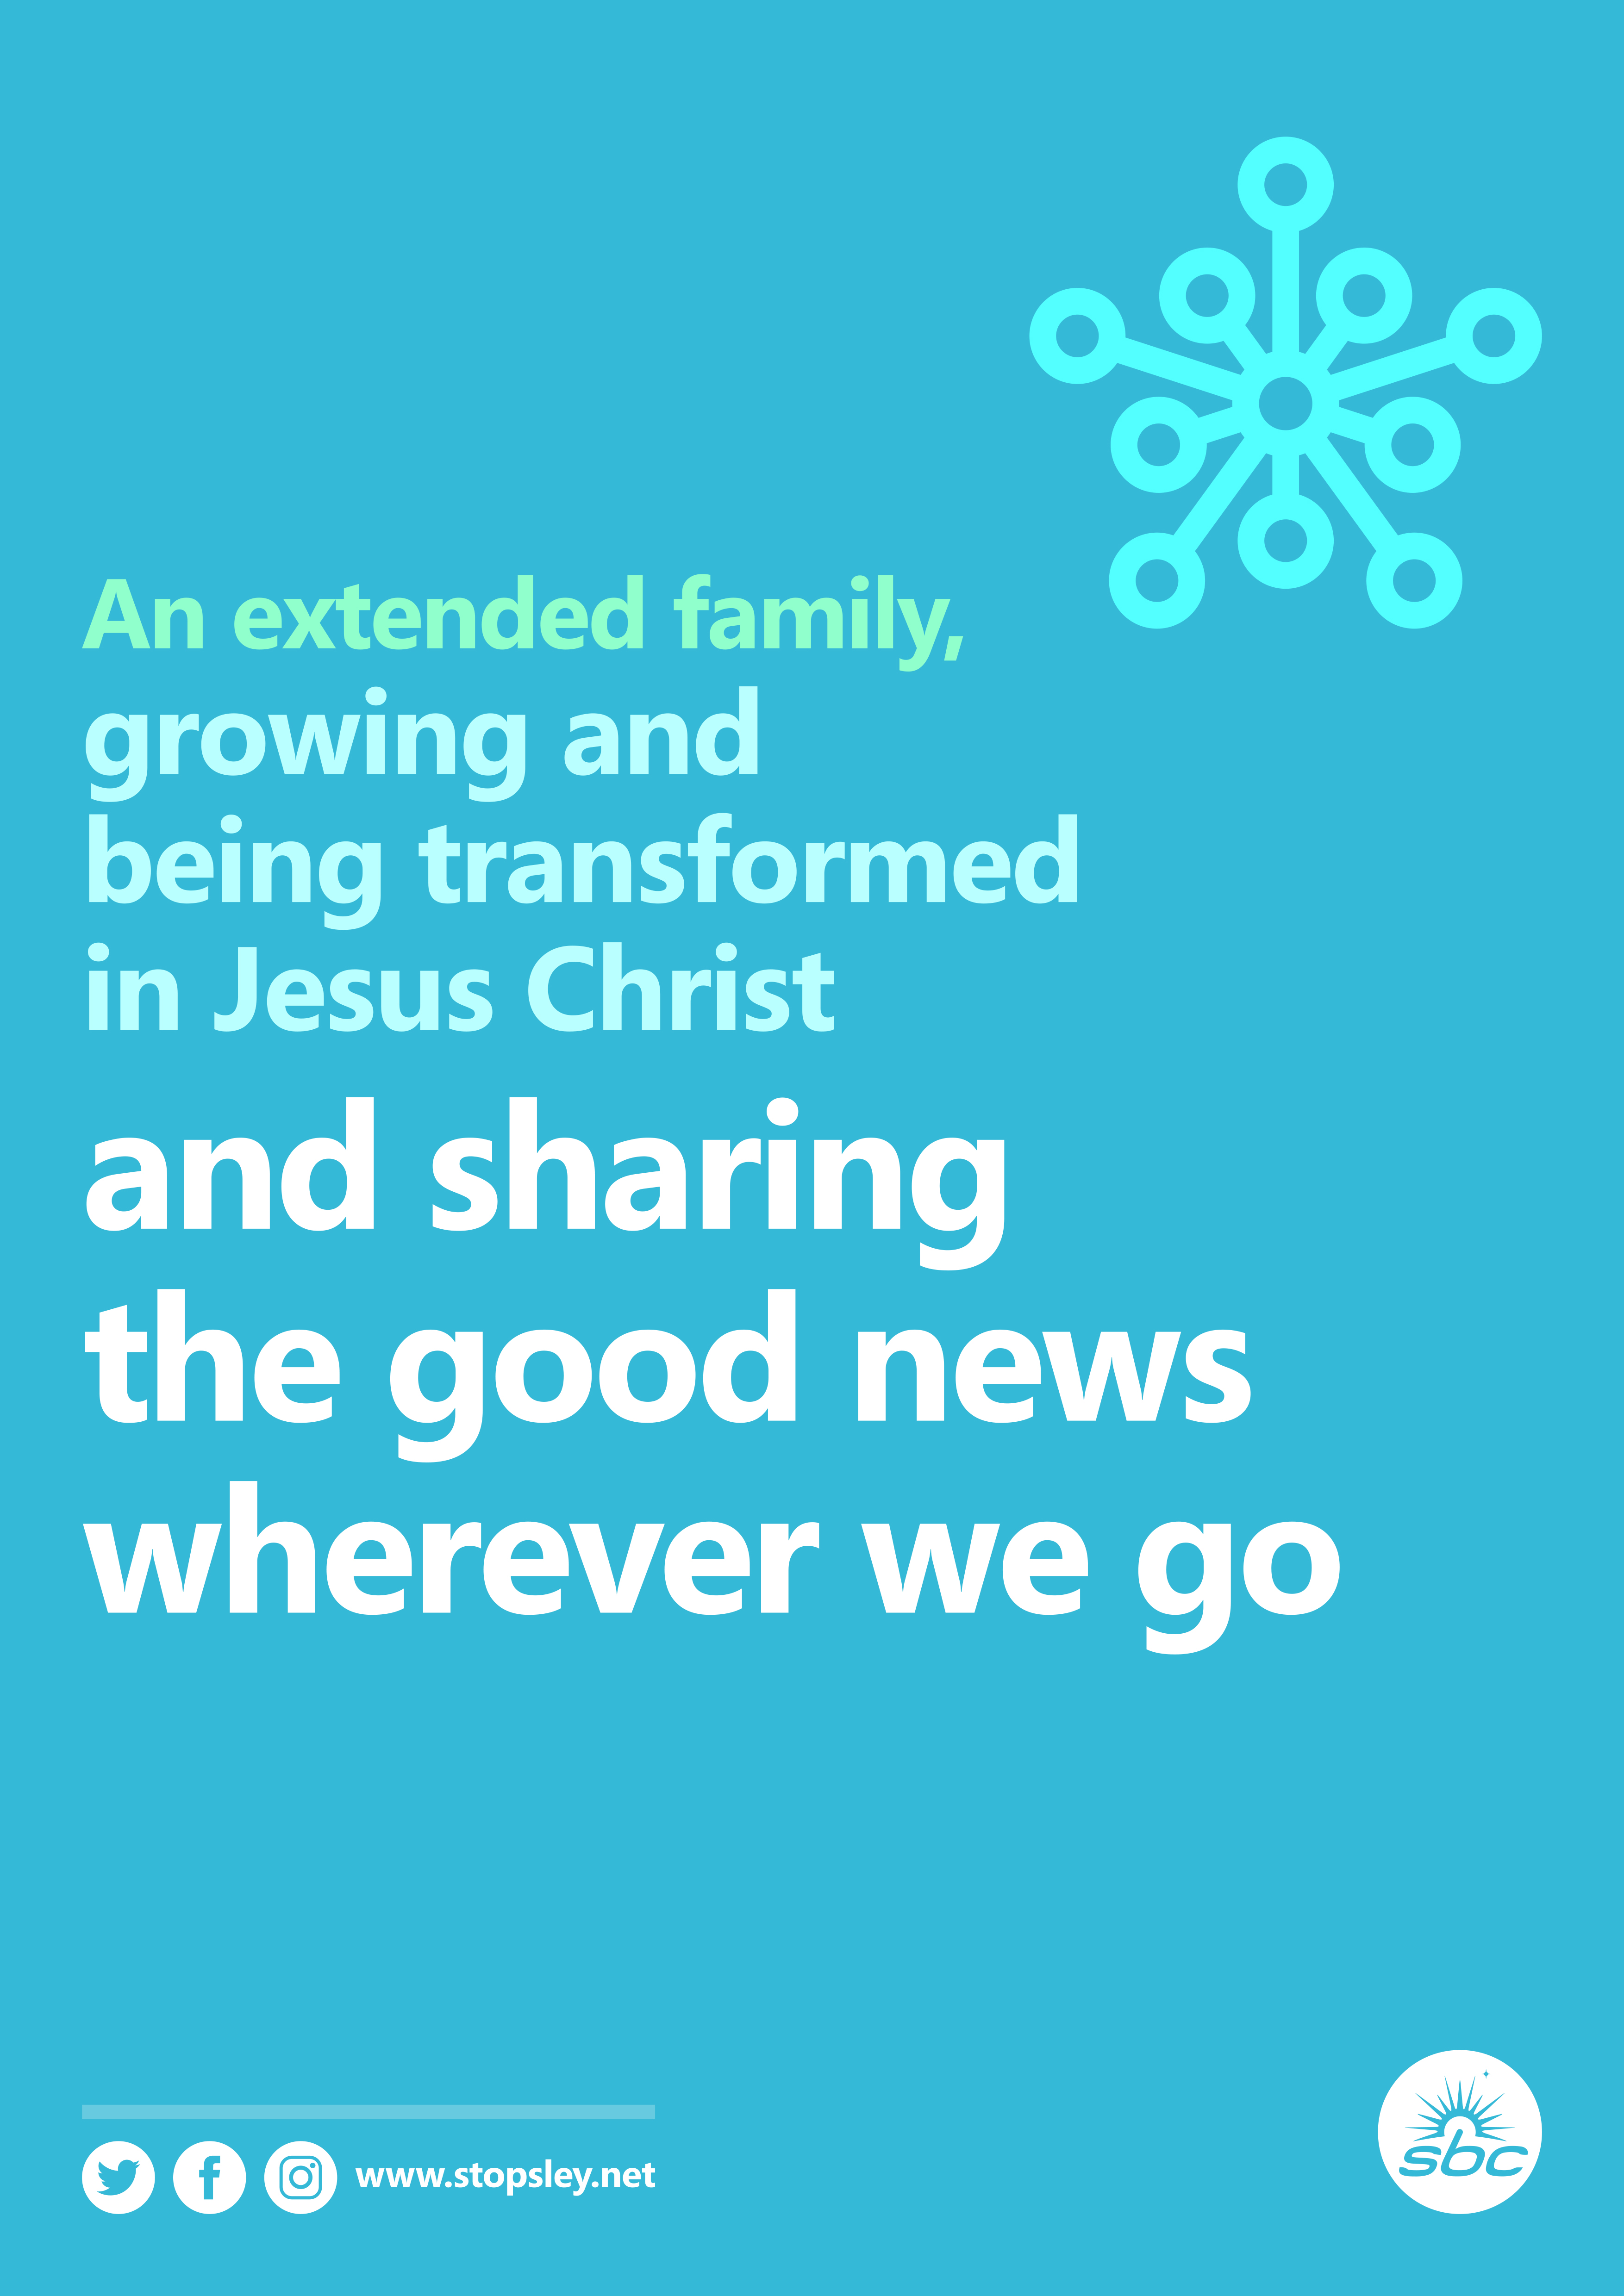 An extended family,
growing and
being transformed
in Jesus Christ
and sharing
the good news
wherever we go
www.stopsley.net
sbc